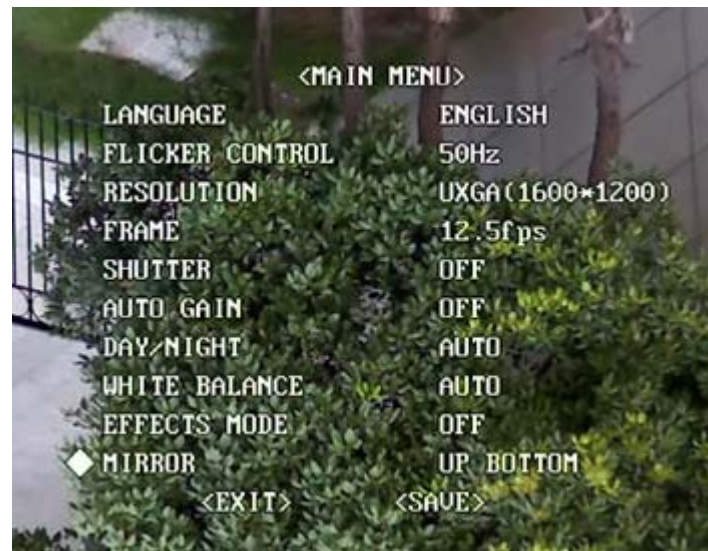 <MAIN MENU>
LANGUAGE ENGLISH
FLICKER CONTROL 50Hz
RESOLUTION UXGA(1600*1200)
FRAME 12.5fps
SHUTTER OFF
AUTO GAIN OFF
DAY/NIGHT AUTO
WHITE BALANCE AUTO
EFFECTS MODE OFF
MIRROR UP BOTTOM
<EXIT> <SAVE>